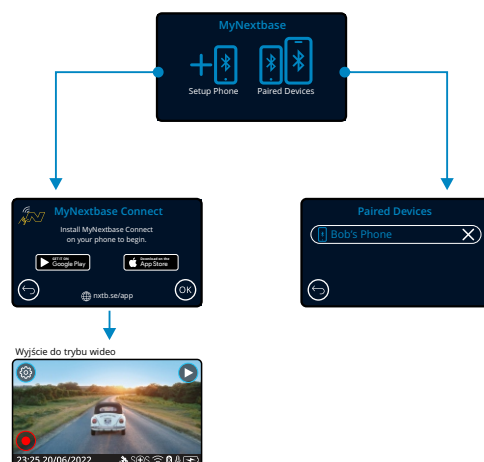 MyNextbase
Setup Phone
Paired Devices
MyNextbase Connect
Install MyNextbase Connect
on your phone to begin.
GET IT ON
Google Play
Download on the
App Store
nxtb.se/app
OK
Paired Devices
Bob's Phone
Wyjście do trybu wideo
23:25 20/06/2022
SOS